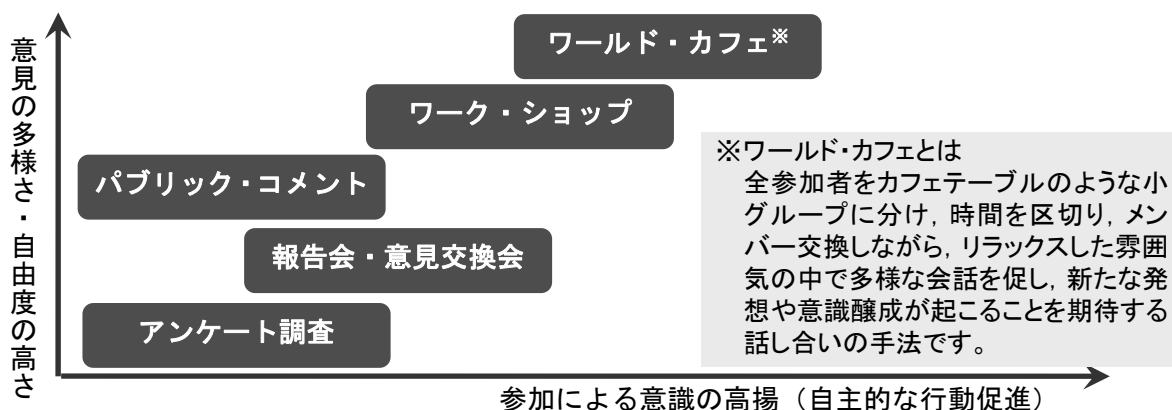 意見の多様さ・自由度の高さ
ワールド・カフェ※
ワーク・ショップ
パブリック・コメント
報告会・意見交換会
アンケート調査
※ワールド・カフェとは
全参加者をカフェテーブルのような小
グループに分け，時間を区切り，メン
バー交換しながら，リラックスした雰囲
気の中で多様な会話を促し，新たな発
想や意識醸成が起こることを期待する
話し合いの手法です。
参加による意識の高揚（自主的な行動促進）